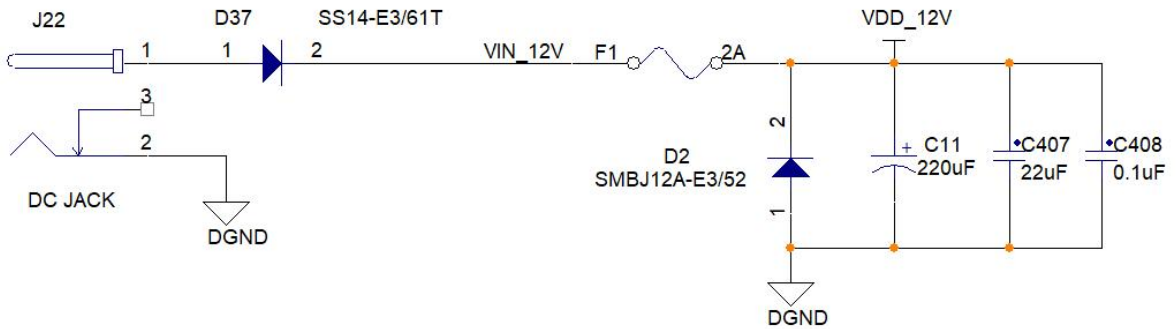 J22
D37
SS14-E3/61T
VDD_12V
1
1
2
VIN_12V
F1
2A
3
2
DC JACK
DGND
2
D2
SMBJ12A-E3/52
1
+
C11
220uF
C407
22uF
C408
0.1uF
DGND